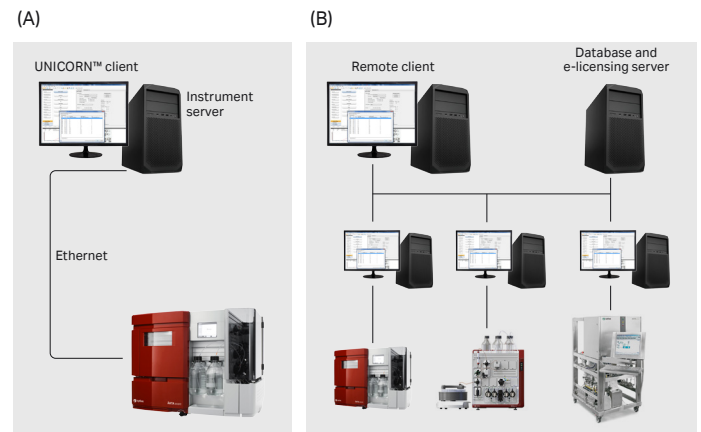 (A)
(B)
UNICORN™ client
Instrument
server
Ethernet
Remote client
Database and
e-licensing server